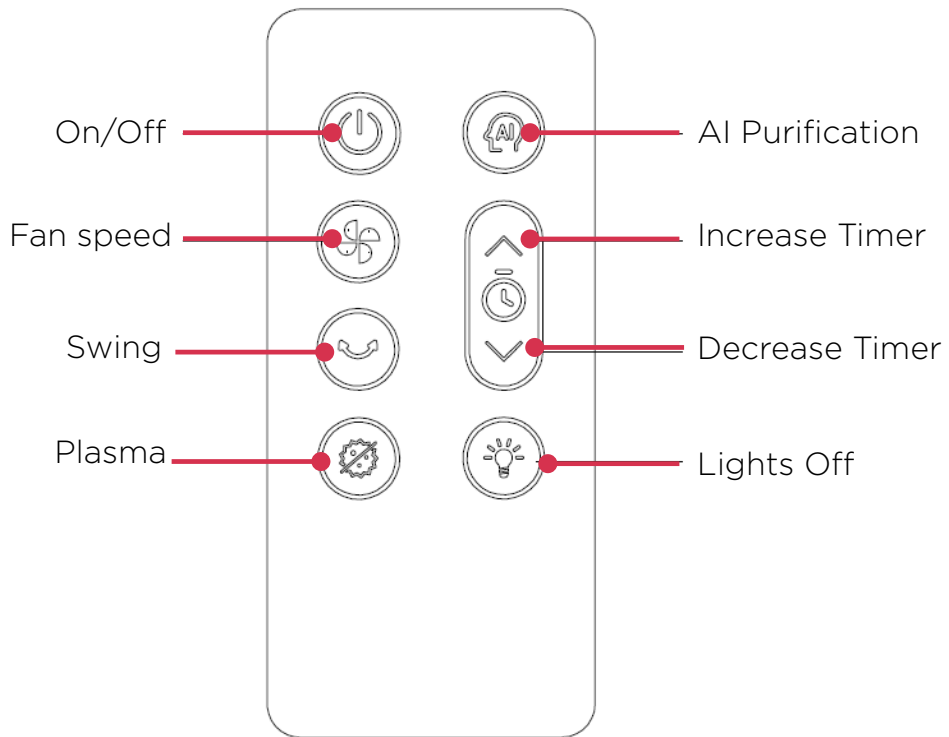 On/Off
AI
AI Purification
Fan speed
Increase Timer
Swing
Decrease Timer
Plasma
Lights Off